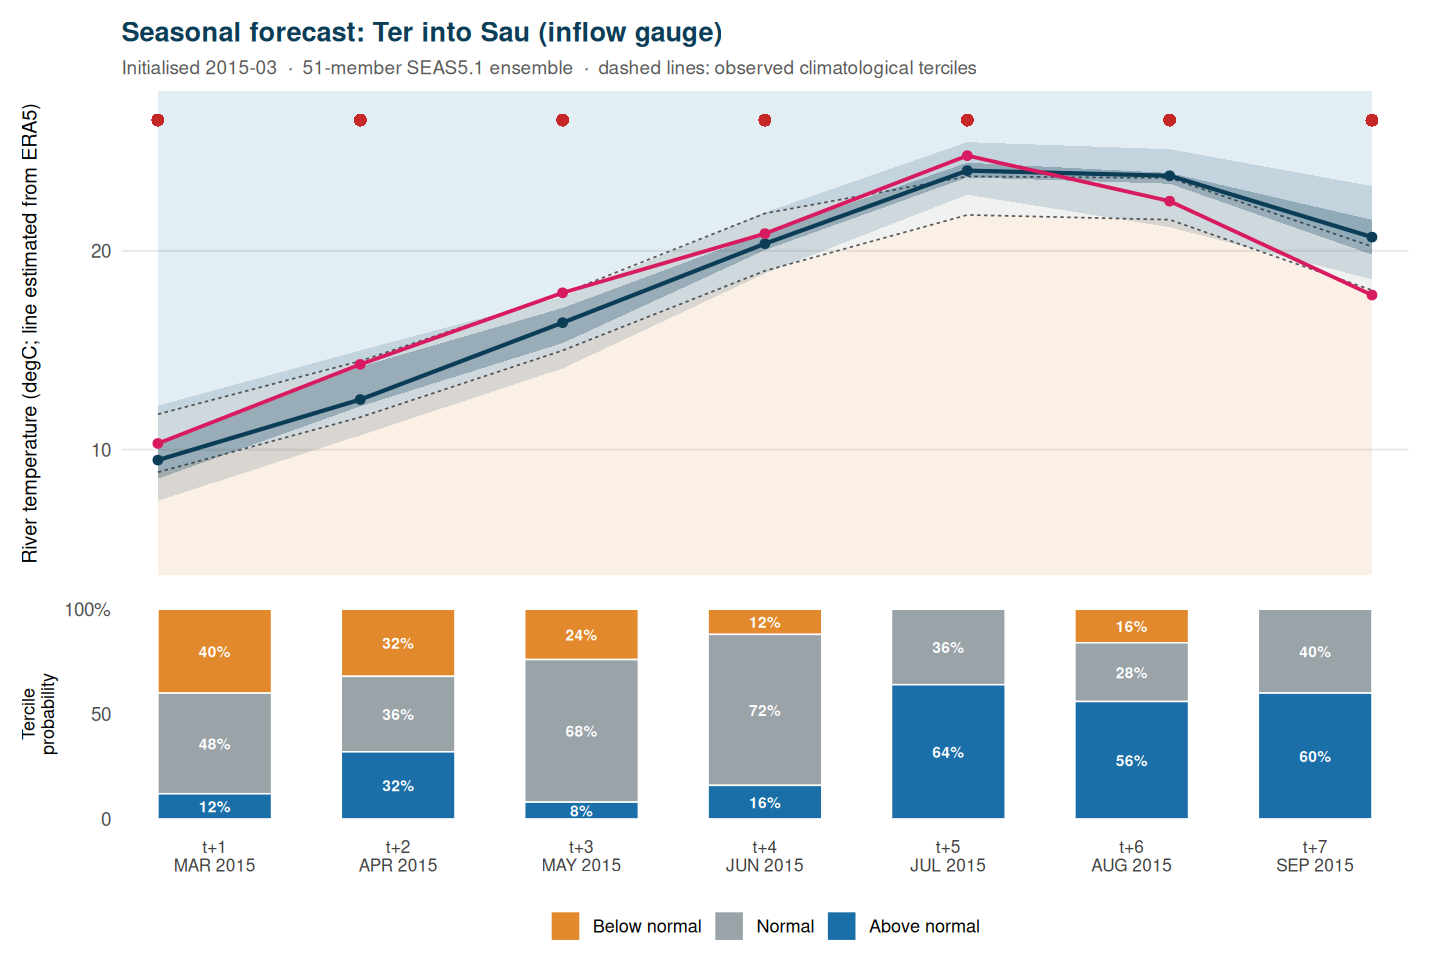 Seasonal forecast: Ter into Sau (inflow gauge)
Initialised 2015-03 · 51-member SEAS5.1 ensemble · dashed lines: observed climatological terciles
River temperature (degC; line estimated from ERA5)
20
10
Tercile
probability
100%
50
0
40%
48%
12%
32%
36%
32%
24%
68%
8%
12%
72%
16%
36%
64%
16%
28%
56%
40%
60%
t+1
MAR 2015
t+2
APR 2015
t+3
MAY 2015
t+4
JUN 2015
t+5
JUL 2015
t+6
AUG 2015
t+7
SEP 2015
Below normal
Normal
Above normal